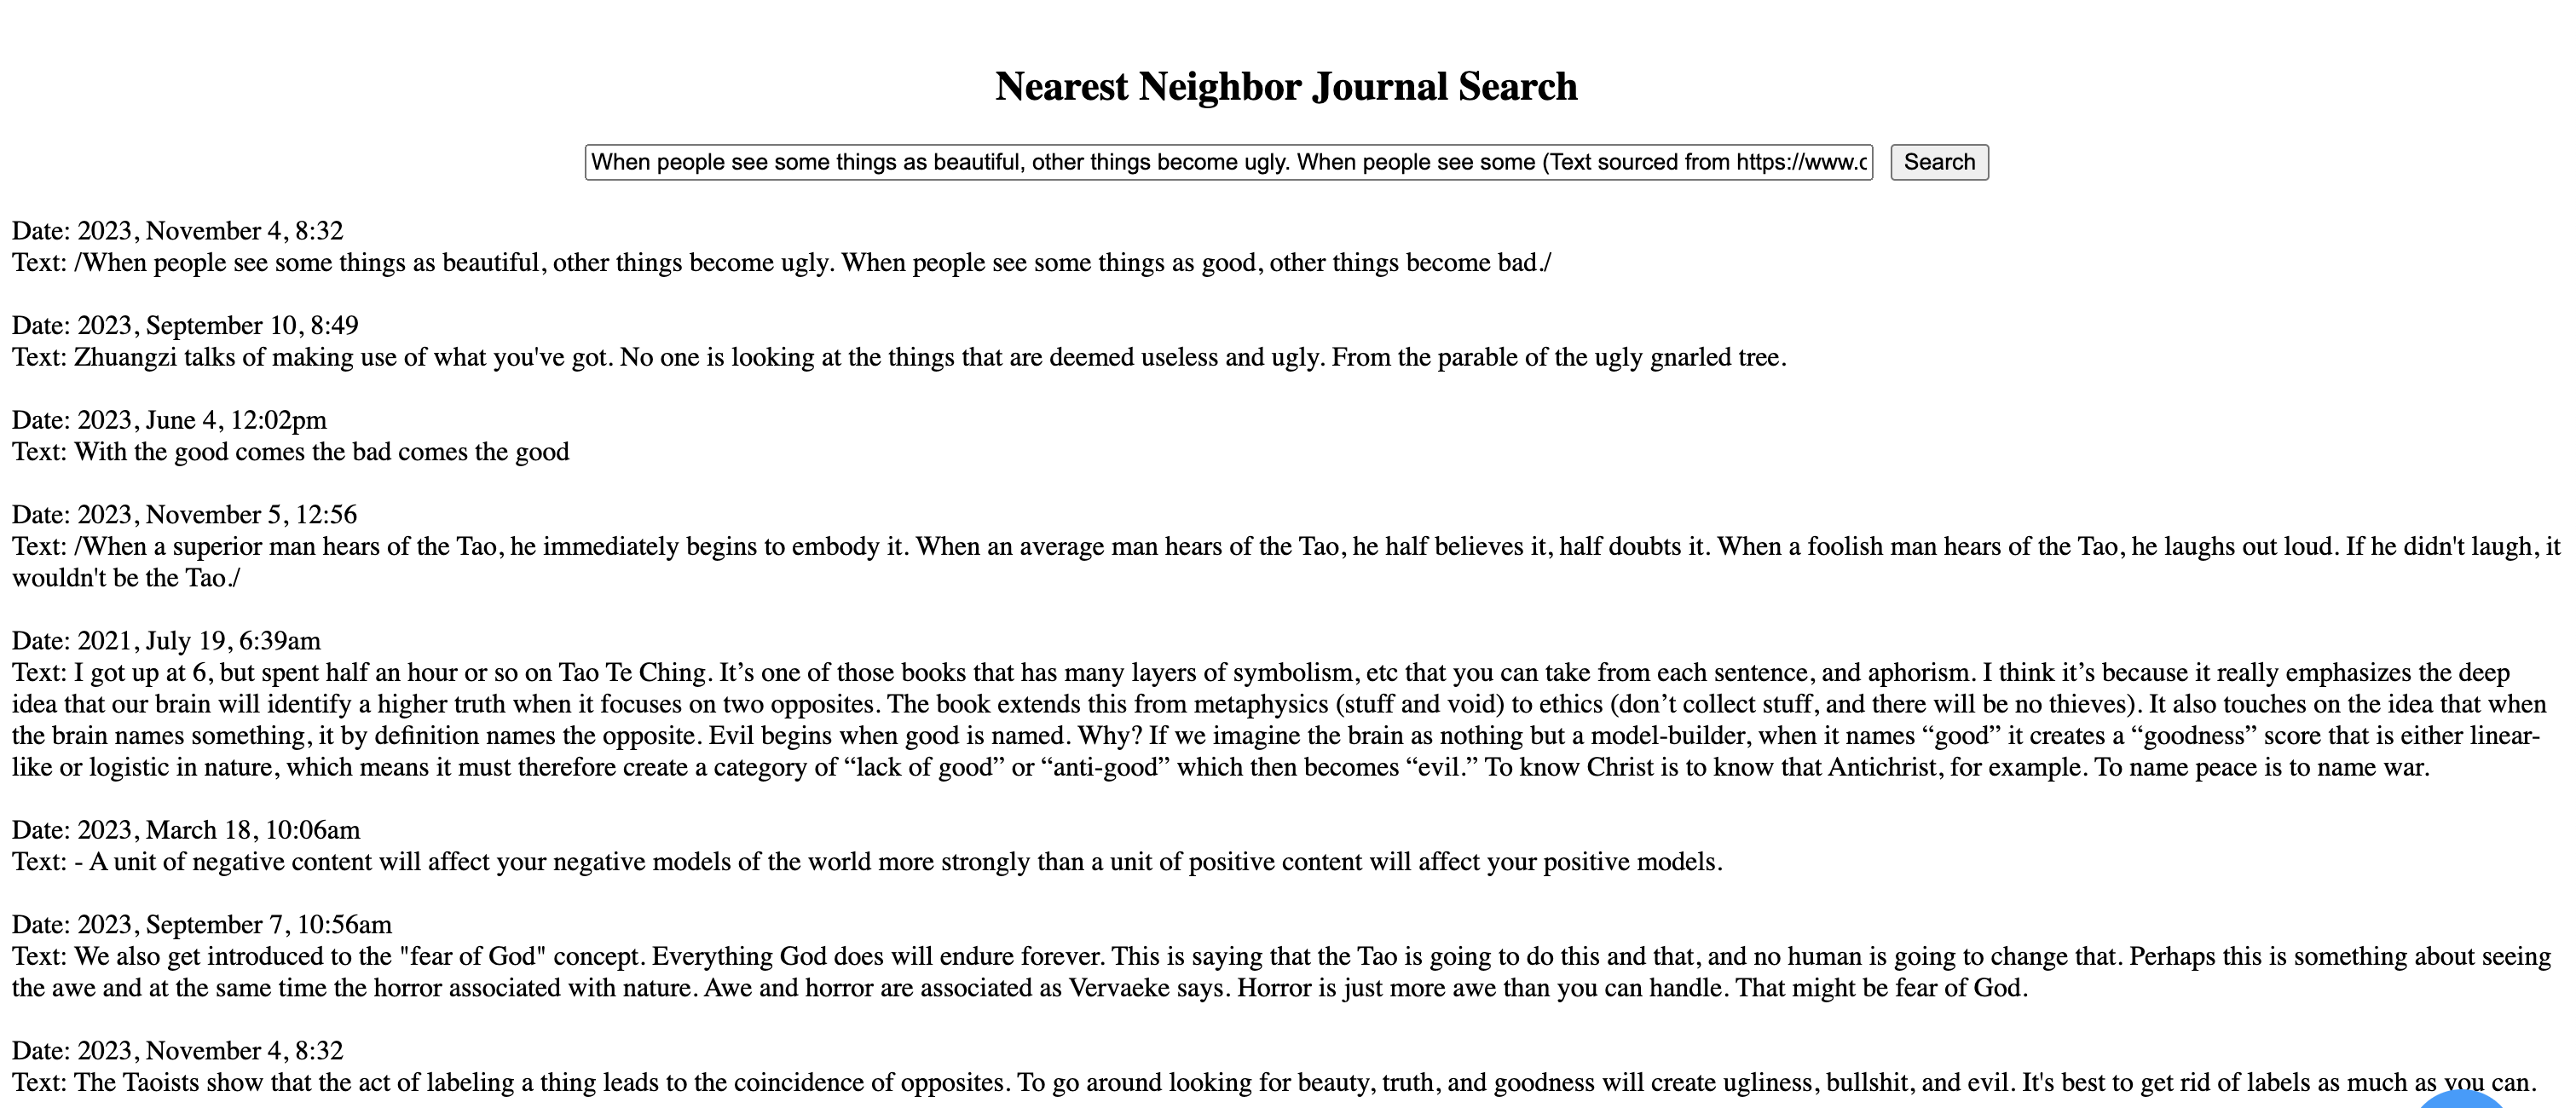 Nearest Neighbor Journal Search
When people see some things as beautiful, other things become ugly. When people see some (Text sourced from https://www.c
Search
Date: 2023, November 4, 8:32
Text: /When people see some things as beautiful, other things become ugly. When people see some things as good, other things become bad./
Date: 2023, September 10, 8:49
Text: Zhuangzi talks of making use of what you've got. No one is looking at the things that are deemed useless and ugly. From the parable of the ugly gnarled tree.
Date: 2023, June 4, 12:02pm
Text: With the good comes the bad comes the good
Date: 2023, November 5, 12:56
Text: /When a superior man hears of the Tao, he immediately begins to embody it. When an average man hears of the Tao, he half believes it, half doubts it. When a foolish man hears of the Tao, he laughs out loud. If he didn't laugh, it
wouldn't be the Tao./
Date: 2021, July 19, 6:39am
Text: I got up at 6, but spent half an hour or so on Tao Te Ching. It’s one of those books that has many layers of symbolism, etc that you can take from each sentence, and aphorism. I think it’s because it really emphasizes the deep
idea that our brain will identify a higher truth when it focuses on two opposites. The book extends this from metaphysics (stuff and void) to ethics (don’t collect stuff, and there will be no thieves). It also touches on the idea that when
the brain names something, it by definition names the opposite. Evil begins when good is named. Why? If we imagine the brain as nothing but a model-builder, when it names “good” it creates a “goodness” score that is either linear-
like or logistic in nature, which means it must therefore create a category of “lack of good” or “anti-good” which then becomes “evil.” To know Christ is to know that Antichrist, for example. To name peace is to name war.
Date: 2023, March 18, 10:06am
Text: - A unit of negative content will affect your negative models of the world more strongly than a unit of positive content will affect your positive models.
Date: 2023, September 7, 10:56am
Text: We also get introduced to the "fear of God" concept. Everything God does will endure forever. This is saying that the Tao is going to do this and that, and no human is going to change that. Perhaps this is something about seeing
the awe and at the same time the horror associated with nature. Awe and horror are associated as Vervaeke says. Horror is just more awe than you can handle. That might be fear of God.
Date: 2023, November 4, 8:32
Text: The Taoists show that the act of labeling a thing leads to the coincidence of opposites. To go around looking for beauty, truth, and goodness will create ugliness, bullshit, and evil. It's best to get rid of labels as much as you can.